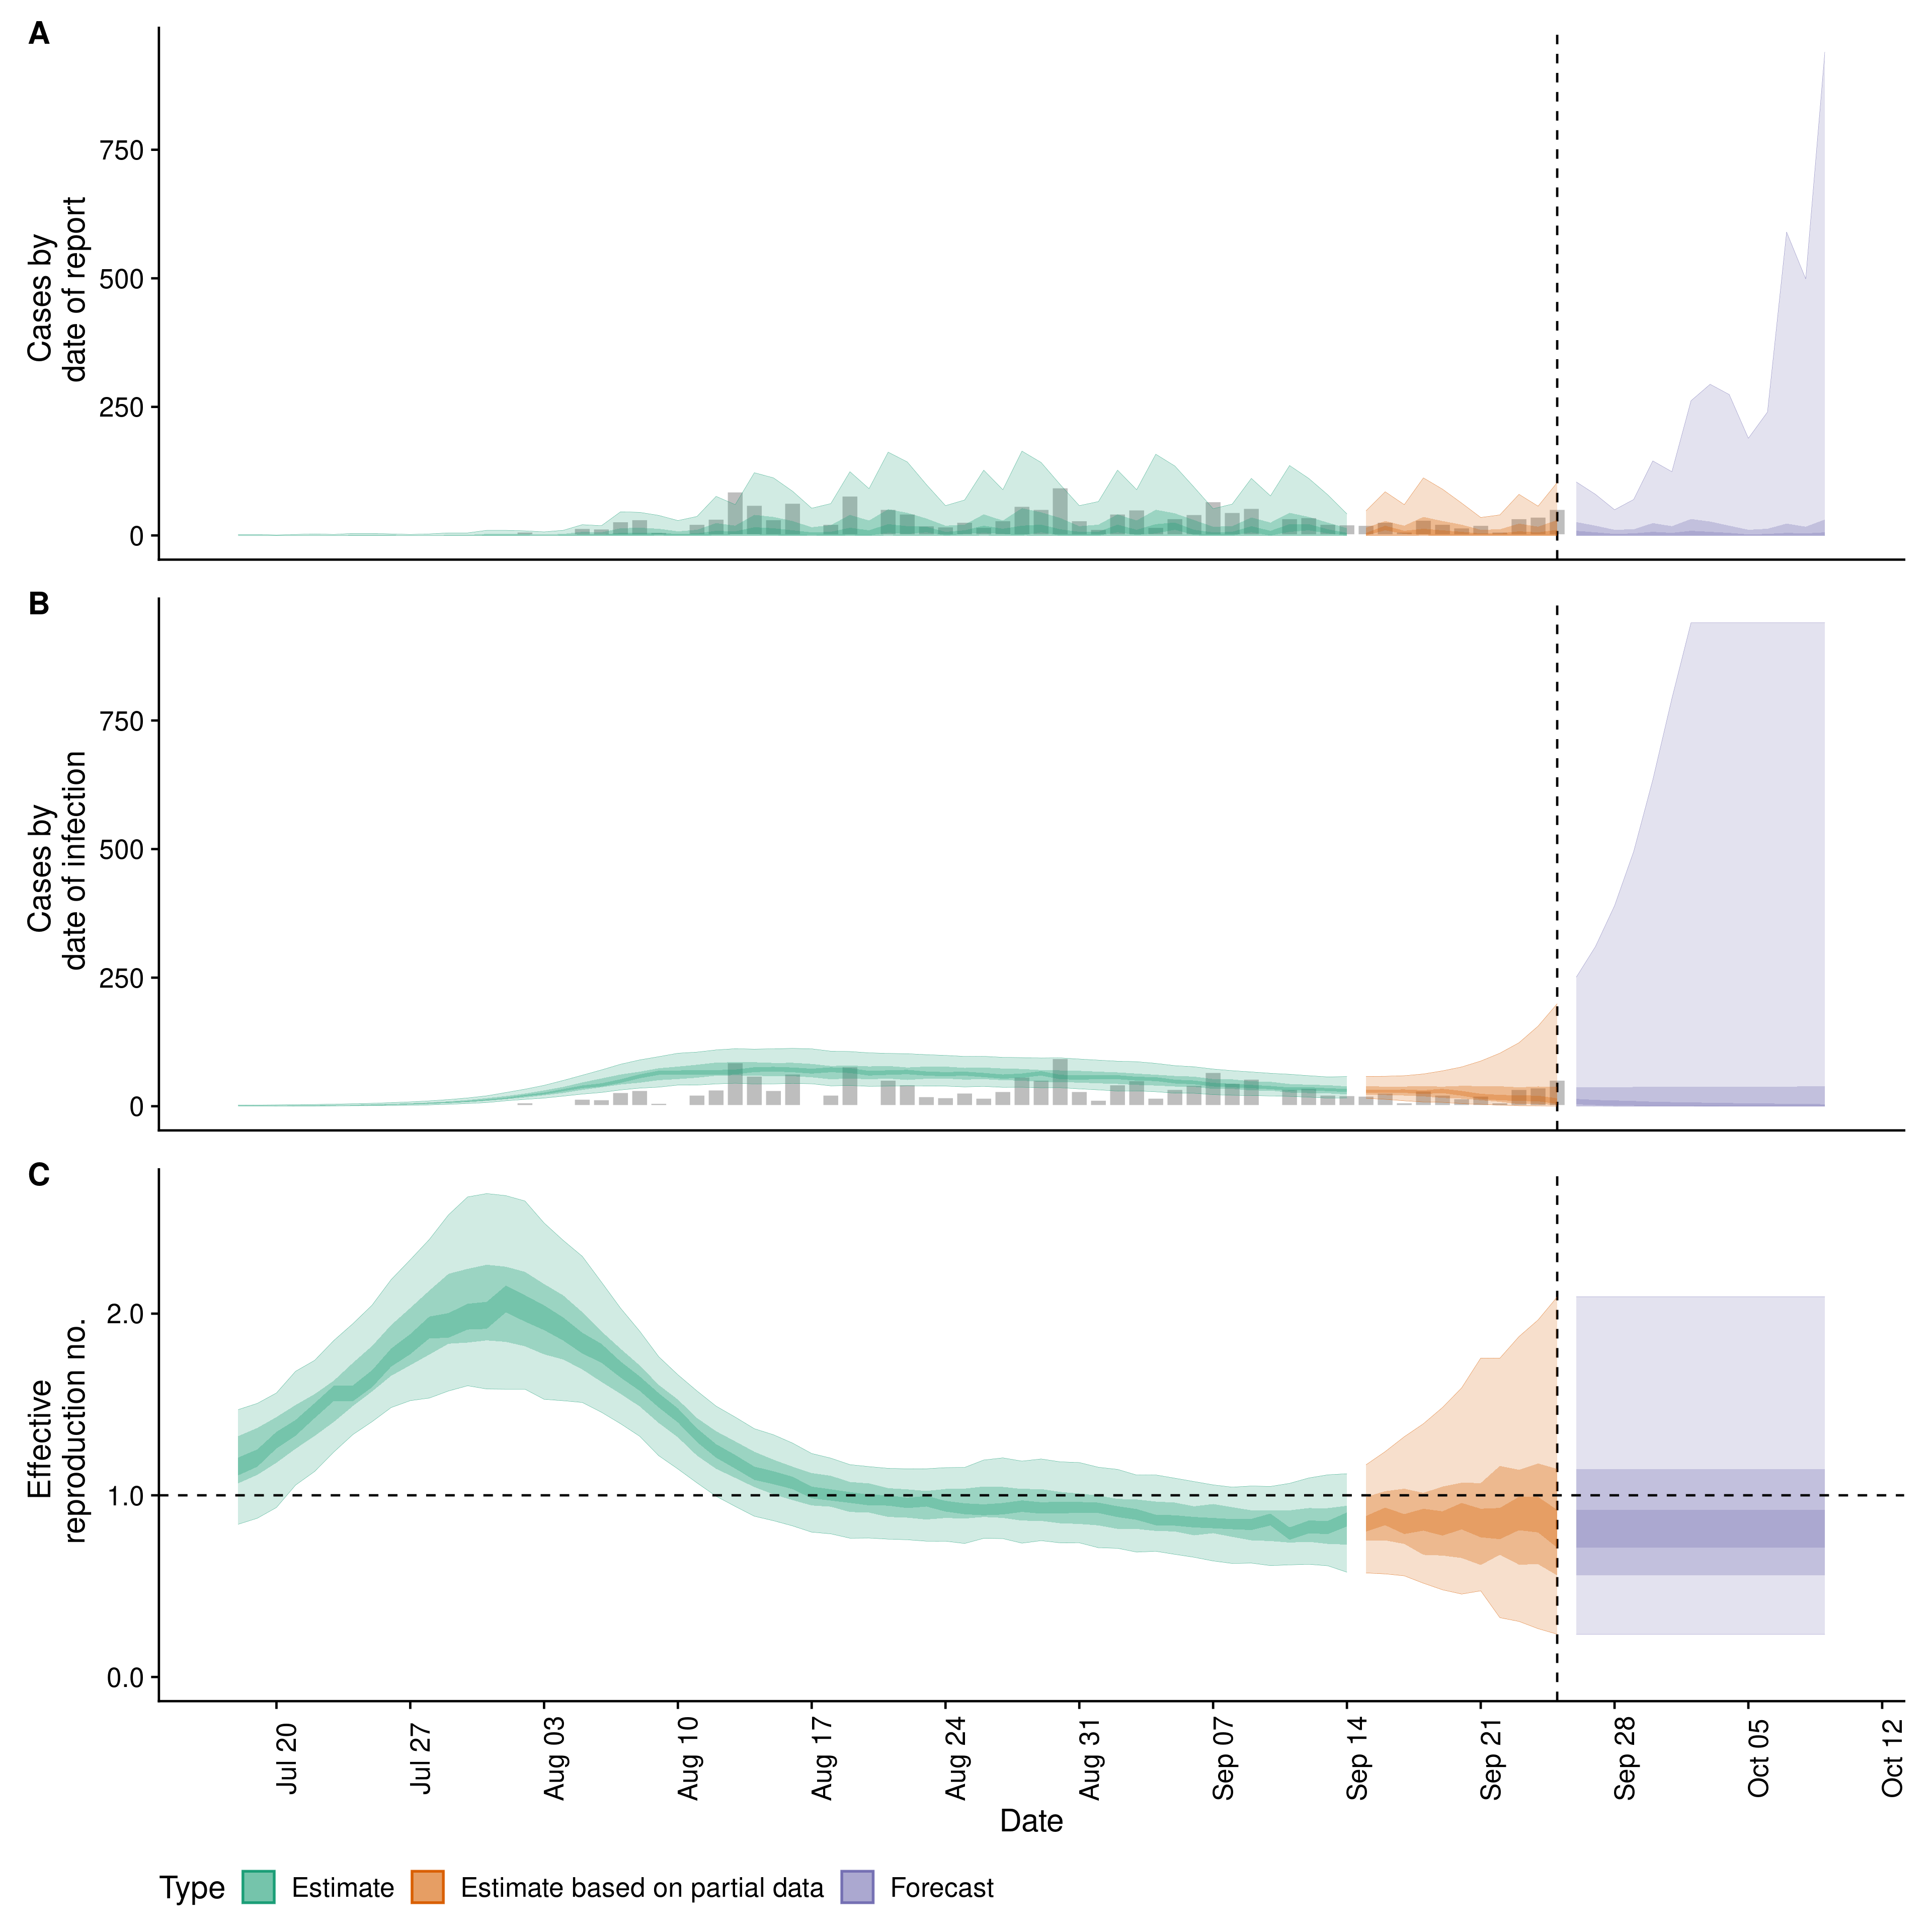 A
Cases by
date of report
750
500
250
0
B
Cases by
date of infection
750
500
250
0
C
Effective
reproduction no.
2.0
1.0
0.0
Jul 20
Jul 27
Aug 03
Aug 10
Aug 17
Aug 24
Aug 31
Sep 07
Sep 14
Sep 21
Sep 28
Oct 05
Oct 12
Date
Type Estimate Estimate based on partial data Forecast